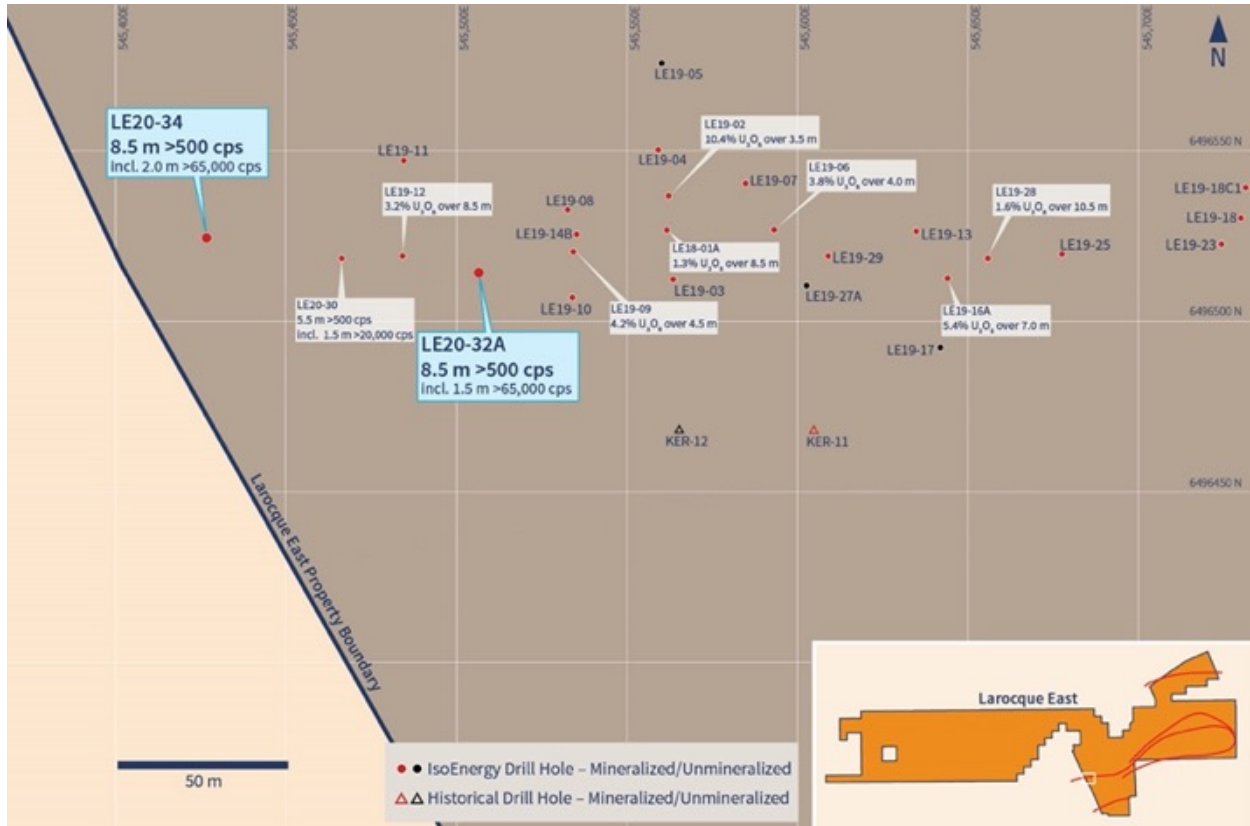 545,400E
545,450E
545,500E
545,550E
545,600E
545,650E
545,700E
N
LE19-05
LE20-34
8.5 m >500 cps
incl. 2.0 m >65,000 cps
LE19-02
10.4% U₃O₈ over 3.5 m
6496550 N
LE19-11
LE19-04
LE19-06
3.8% U₃O₈ over 4.0 m
LE19-07
LE19-12
3.2% U₃O₈ over 8.5 m
LE19-08
LE19-28
1.6% U₃O₈ over 10.5 m
LE19-18C1
LE19-18
LE19-14B
LE19-13
LE19-23
LE19-25
LE18-01A
1.3% U₃O₈ over 8.5 m
LE19-29
LE19-03
LE19-27A
LE20-30
5.5 m >500 cps
incl. 1.5 m >20,000 cps
LE19-10
LE19-09
4.2% U₃O₈ over 4.5 m
LE19-16A
5.4% U₃O₈ over 7.0 m
6496500 N
LE20-32A
8.5 m >500 cps
incl. 1.5 m >65,000 cps
LE19-17
KER-12
KER-11
6496450 N
Larocque East Property Boundary
50 m
IsoEnergy Drill Hole – Mineralized/Unmineralized
Historical Drill Hole – Mineralized/Unmineralized
Larocque East